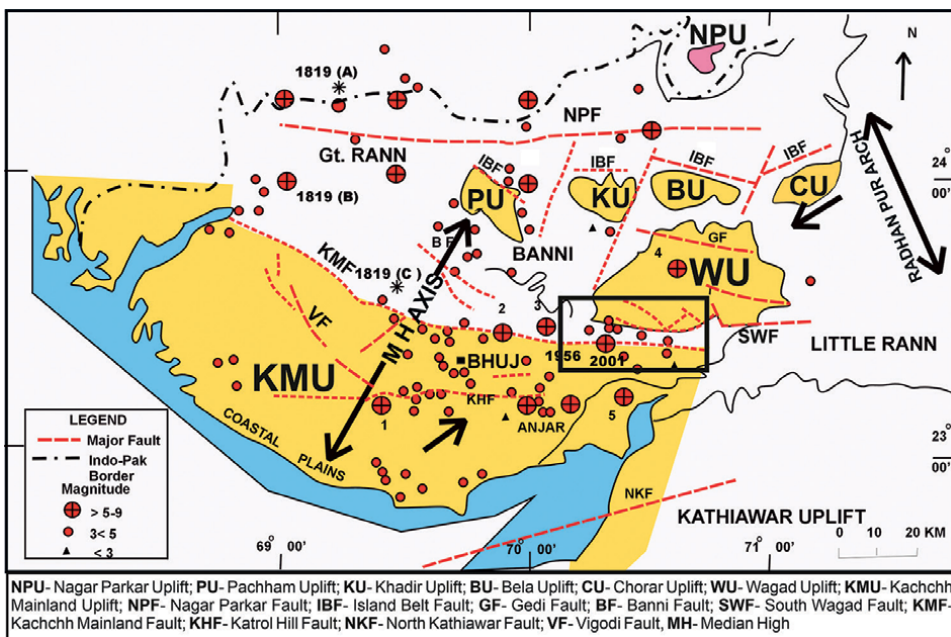 NPU
N
1819 (A)
NPF
Gt. RANN
IBF
IBF
IBF
IBF
24°
00'
1819 (B)
PU
KU
BU
CU
RADHAN PUR ARCH
BF
BANNI
GF
KMF
1819 (C)
4
WU
M H AXIS
VF
2
3
SWF
1956
2001
LITTLE RANN
BHUJ
KMU
KHF
1
ANJAR
5
COASTAL
PLAINS
23°
00'
LEGEND
Major Fault
Indo-Pak
Border
Magnitude
> 5-9
3< 5
< 3
NKF
KATHIAWAR UPLIFT
0 10 20 KM
69° 00'
70° 00'
71° 00'
NPU- Nagar Parkar Uplift; PU- Pachham Uplift; KU- Khadir Uplift; BU- Bela Uplift; CU- Chorar Uplift; WU- Wagad Uplift; KMU- Kachchh
Mainland Uplift; NPF- Nagar Parkar Fault; IBF- Island Belt Fault; GF- Gedi Fault; BF- Banni Fault; SWF- South Wagad Fault; KMF-
Kachchh Mainland Fault; KHF- Katrol Hill Fault; NKF- North Kathiawar Fault; VF- Vigodi Fault, MH- Median High